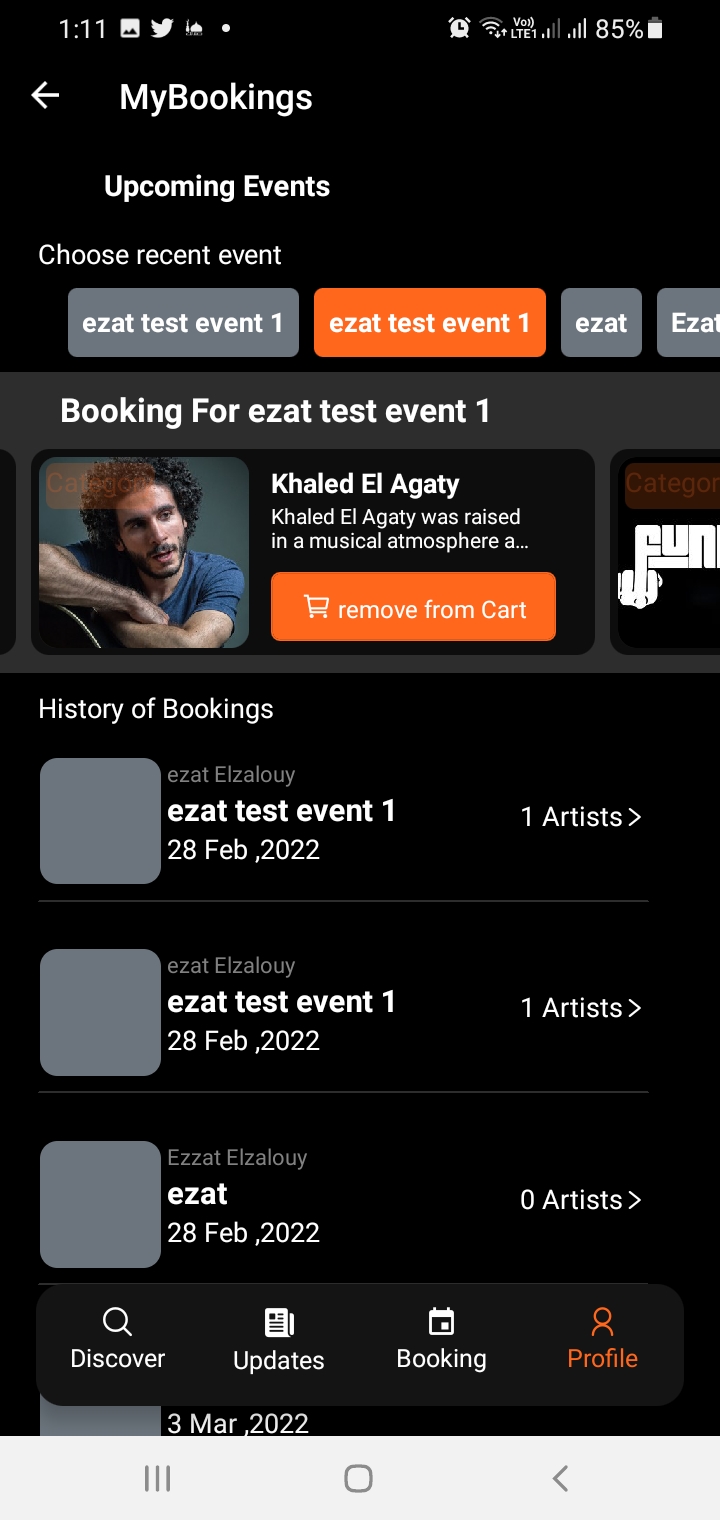 1:11
Vo))
LTE1
85%
MyBookings
Upcoming Events
Choose recent event
ezat test event 1
ezat test event 1
ezat
Ezat
Booking For ezat test event 1
Category
Khaled El Agaty
Khaled El Agaty was raised
in a musical atmosphere a...
remove from Cart
Categor
FUN
History of Bookings
ezat Elzalouy
ezat test event 1
28 Feb ,2022
1 Artists
ezat Elzalouy
ezat test event 1
28 Feb ,2022
1 Artists
Ezzat Elzalouy
ezat
28 Feb ,2022
0 Artists
Discover
Updates
Booking
Profile
3 Mar ,2022